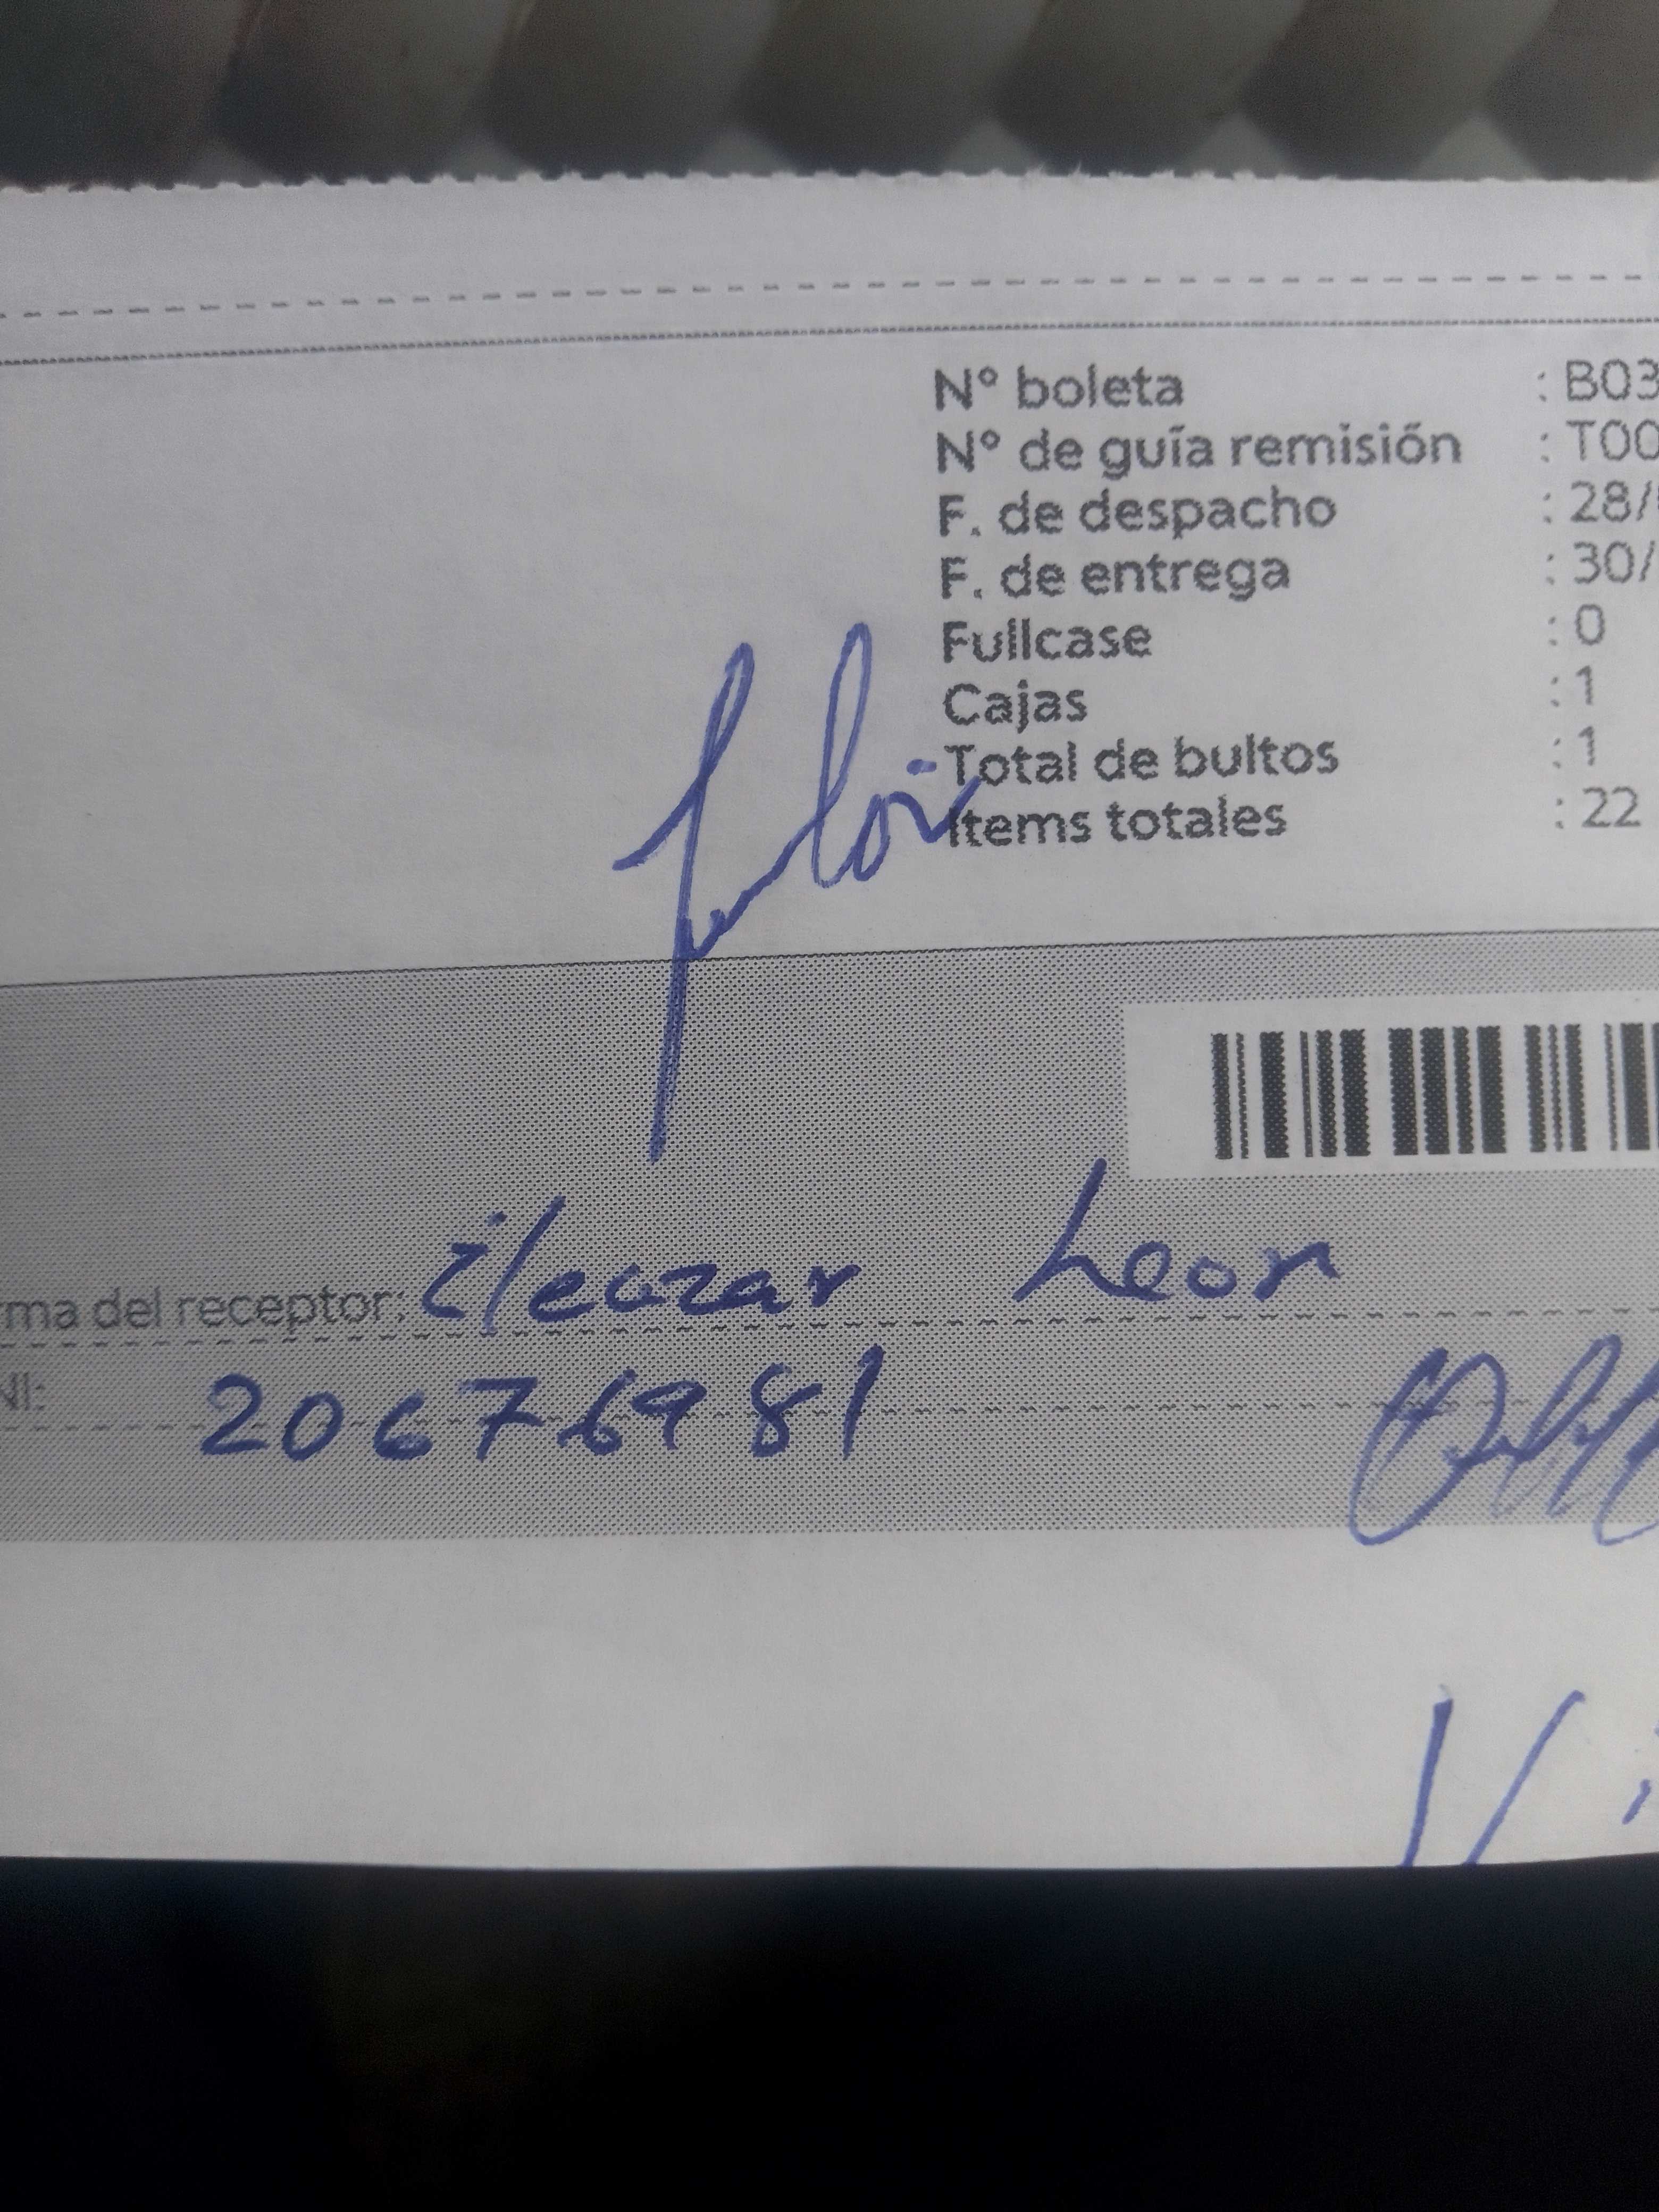 N° boleta : B03
N° de guía remisión : T00
F. de despacho : 28/
F. de entrega : 30/
Fullcase : 0
Cajas : 1
Total de bultos : 1
Items totales : 22
rma del receptor: Eleazar Leon
NI: 20676981